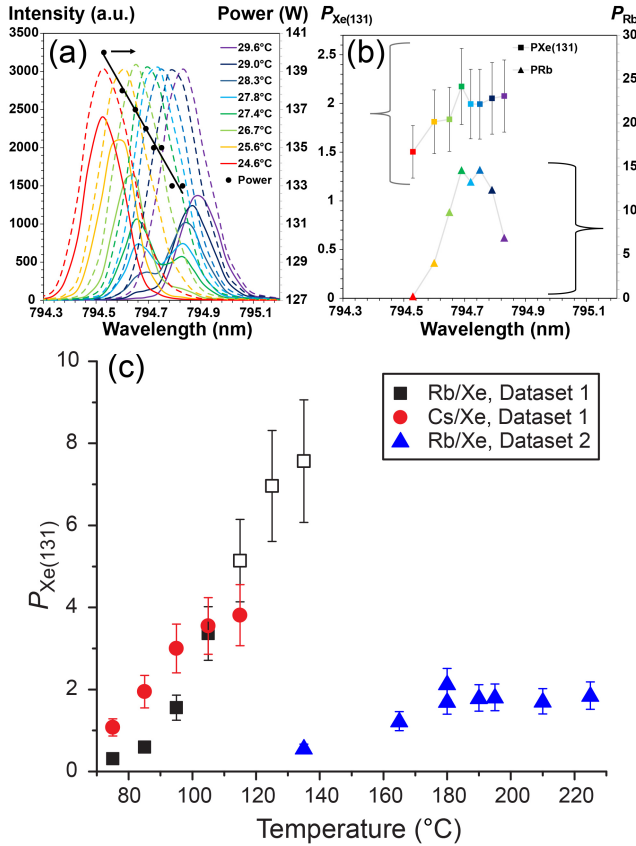 Intensity (a.u.) Power (W)
(a)
3500
3000
2500
2000
1500
1000
500
0
141
139
137
135
133
131
129
127
29.6°C
29.0°C
28.3°C
27.8°C
27.4°C
26.7°C
25.6°C
24.6°C
Power
794.3 794.5 794.7 794.9 795.1
Wavelength (nm)
PXe(131) PRb
(b)
2.5
2
1.5
1
0.5
0
30
25
20
15
10
5
0
PXe(131)
PRb
794.3 794.5 794.7 794.9 795.1
Wavelength (nm)
(c)
Rb/Xe, Dataset 1
Cs/Xe, Dataset 1
Rb/Xe, Dataset 2
PXe(131)
10
8
6
4
2
0
80 100 120 140 160 180 200 220
Temperature (°C)